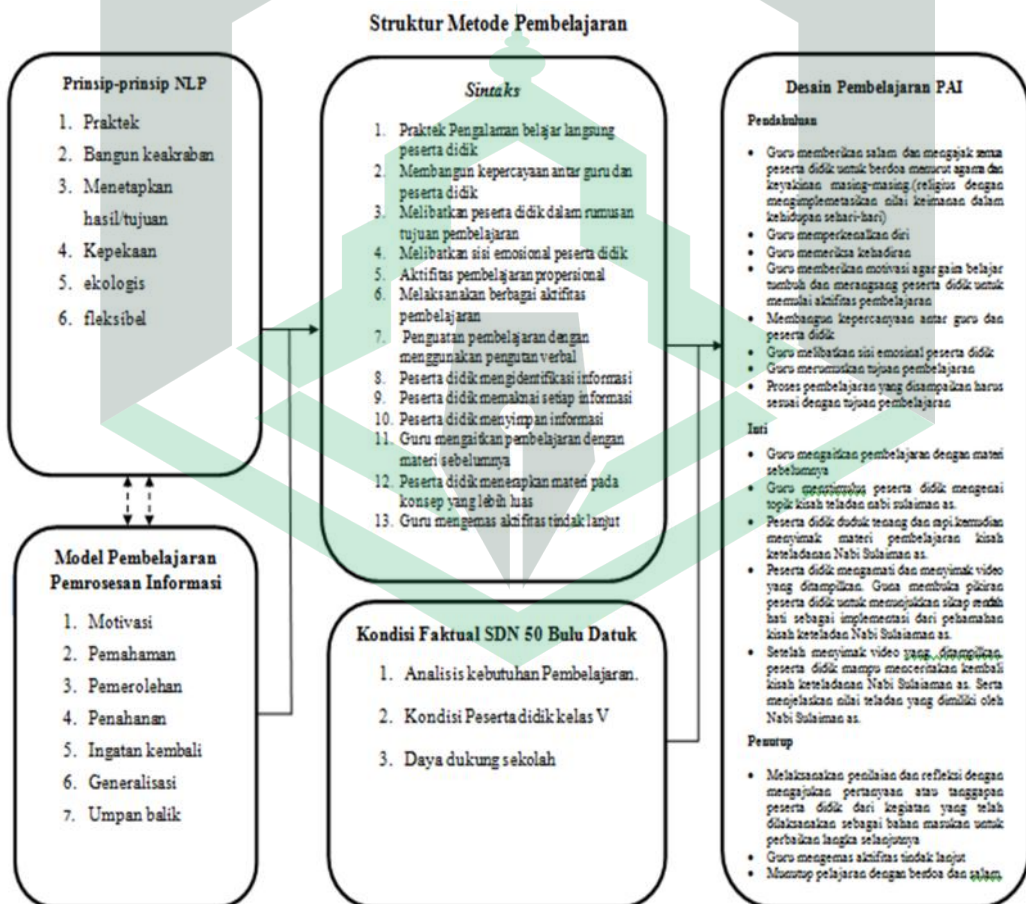 Struktur Metode Pembelajaran
Prinsip-prinsip NLP
1. Praktek
2. Bangun keakraban
3. Menetapkan
hasil/tujuan
4. Kepekaan
5. ekologis
6. fleksibel
Model Pembelajaran
Pemrosesan Informasi
1. Motivasi
2. Pemahaman
3. Pemerolehan
4. Penahanan
5. Ingatan kembali
6. Generalisasi
7. Umpan balik
Sintaks
1. Praktek Pengalaman belajar langsung
peserta didik
2. Membangun kepercayaan antar guru dan
peserta didik
3. Melibatkan peserta didik dalam rumusan
tujuan pembelajaran
4. Melibatkan sisi emosional peserta didik
5. Aktifitas pembelajaran propersional
6. Melaksanakan berbagai aktifitas
pembelajaran
7. Penguatan pembelajaran dengan
menggunakan pengutan verbal
8. Peserta didik mengidentifikasi informasi
9. Peserta didik memaknai setiap informasi
10. Peserta didik menyimpan informasi
11. Guru mengaitkan pembelajaran dengan
materi sebelumnya
12. Peserta didik menerapkan materi pada
konsep yang lebih luas
13. Guru mengemas aktifitas tindak lanjut
Kondisi Faktual SDN 50 Bulu Datuk
1. Analisis kebutuhan Pembelajaran.
2. Kondisi Peserta didik kelas V
3. Daya dukung sekolah
Desain Pembelajaran PAI
Pendahuluan
• Guru memberikan salam dan mengajak semua
peserta didik untuk berdoa menurut agama dan
keyakinan masing-masing.(religius dengan
mengimplemetasikan nilai keimanan dalam
kehidupan sehari-hari)
• Guru memperkenalkan diri
• Guru memeriksa kehadiran
• Guru memberikan motivasi agar gaira belajar
tumbuh dan merangsang peserta didik untuk
memulai aktifitas pembelajaran
• Membangun kepercanyaan antar guru dan
peserta didik
• Guru melibatkan sisi emosinal peserta didik
• Guru merumuskan tujuan pembelajaran
• Proses pembelajaran yang disampaikan harus
sesuai dengan tujuan pembelajaran
Inti
• Guru mengaitkan pembelajaran dengan materi
sebelumnya
• Guru menstimulus peserta didik mengenai
topik kisah teladan nabi sulaiman as.
• Peserta didik duduk tenang dan rapi kemudian
menyimak materi pembelajaran kisah
keteladanan Nabi Sulaiman as.
• Peserta didik mengamati dan menyimak video
yang ditampilkan. Guna membuka pikiran
peserta didik untuk menunjukkan sikap rendah
hati sebagai implementasi dari pehamahan
kisah keteladan Nabi Sulaiaman as.
• Setelah menyimak video yang ditampilkan
peserta didik mampu menceritakan kembali
kisah keteladanan Nabi Sulaiaman as. Serta
menjelaskan nilai teladan yang dimiliki oleh
Nabi Sulaiman as.
Penutup
• Melaksanakan penilaian dan refleksi dengan
mengajukan pertanyaan atau tanggapan
peserta didik dari kegiatan yang telah
dilaksanakan sebagai bahan masukan untuk
perbaikan langka selanjutnya
• Guru mengemas aktifitas tindak lanjut
• Munutup pelajaran dengan berdoa dan salam